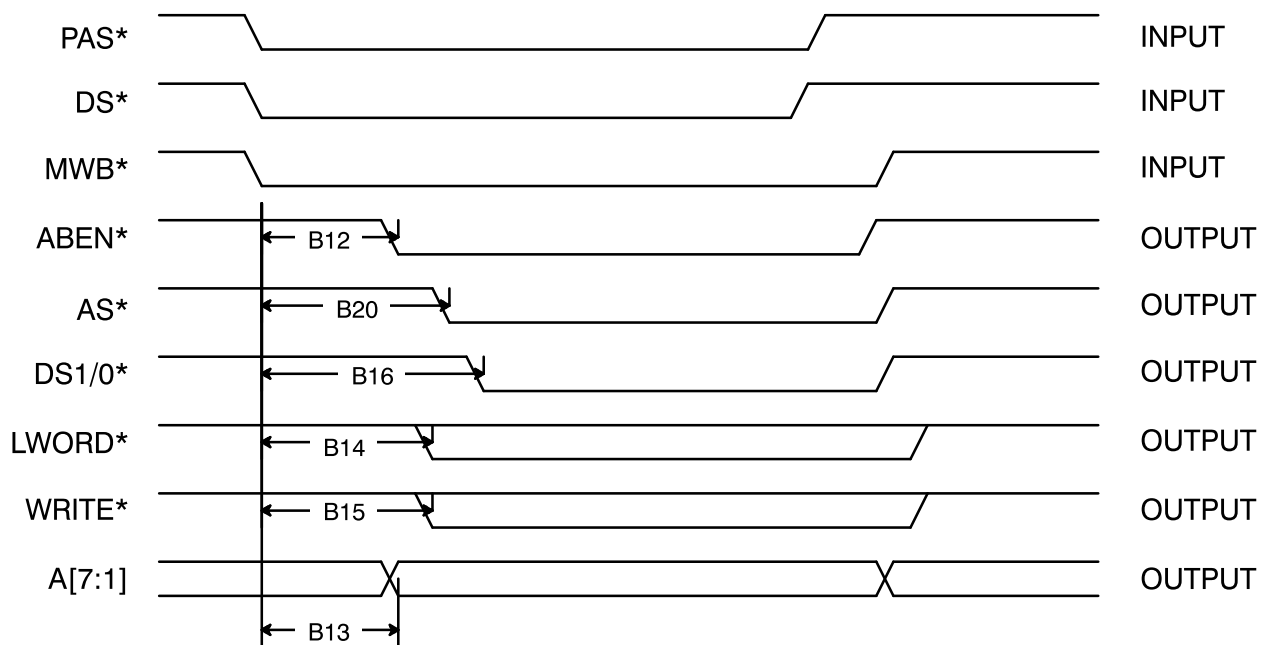 PAS* INPUT
DS* INPUT
MWB* INPUT
ABEN* B12 OUTPUT
AS* B20 OUTPUT
DS1/0* B16 OUTPUT
LWORD* B14 OUTPUT
WRITE* B15 OUTPUT
A[7:1] OUTPUT
B13